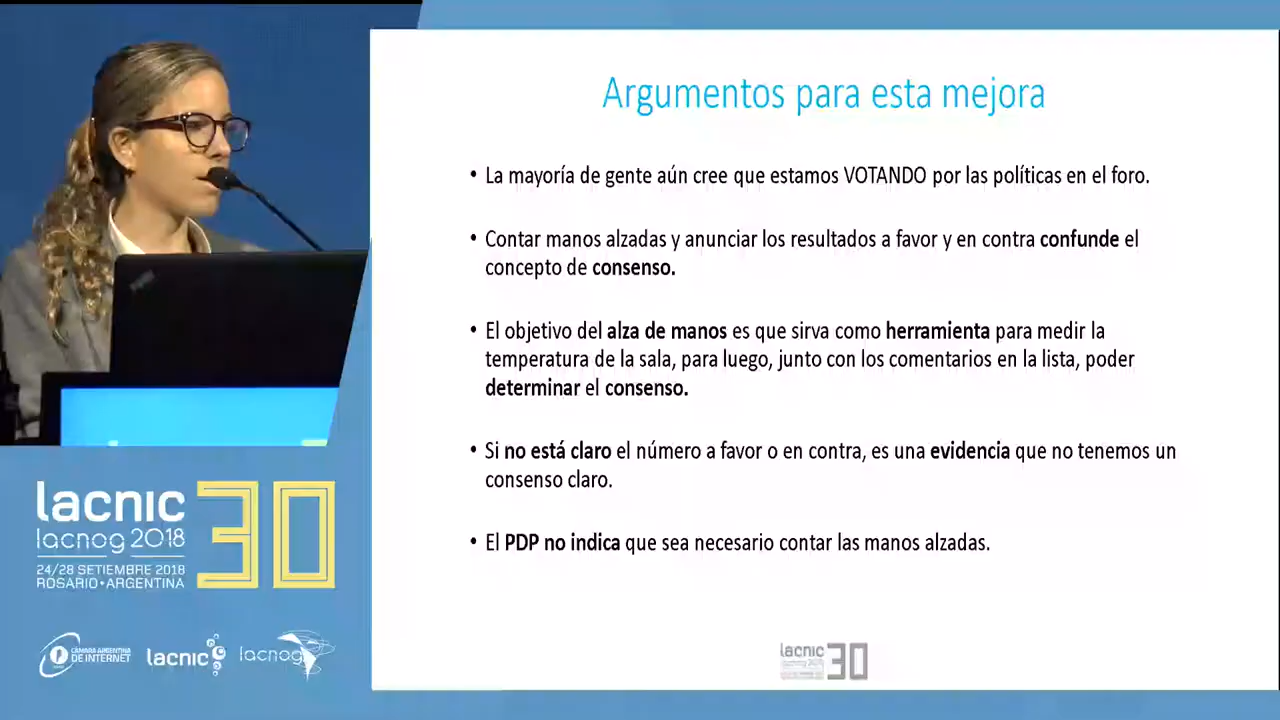 Argumentos para esta mejora
• La mayoría de gente aún cree que estamos VOTANDO por las políticas en el foro.
• Contar manos alzadas y anunciar los resultados a favor y en contra confunde el
concepto de consenso.
• El objetivo del alza de manos es que sirva como herramienta para medir la
temperatura de la sala, para luego, junto con los comentarios en la lista, poder
determinar el consenso.
• Si no está claro el número a favor o en contra, es una evidencia que no tenemos un
consenso claro.
• El PDP no indica que sea necesario contar las manos alzadas.
lacnic 30
lacnic
lacnog 2018
24/28 SETIEMBRE 2018
ROSARIO•ARGENTINA
30
CÁMARA ARGENTINA
DE INTERNET
lacnic
lacnog